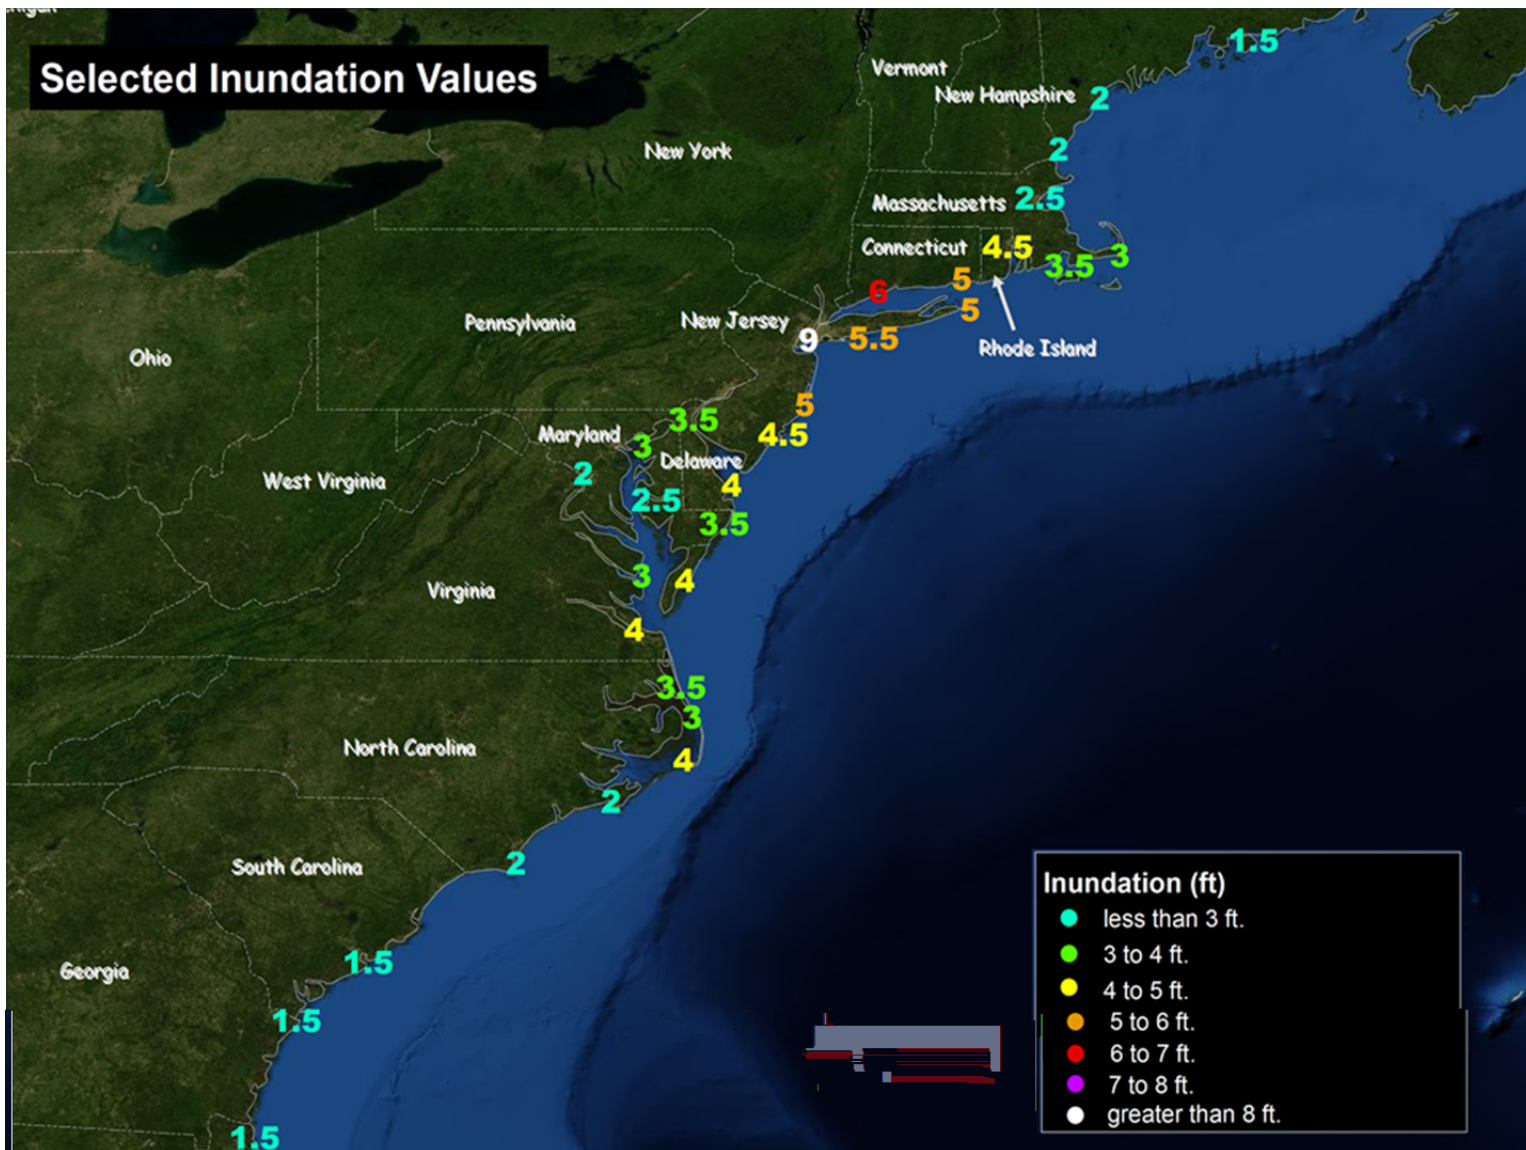 Selected Inundation Values
1.5
Vermont
New Hampshire 2
2
New York
Massachusetts 2.5
Connecticut 4.5
3.5 3
5
6
5
New Jersey
9 5.5
Rhode Island
Pennsylvania
Ohio
5
3.5
4.5
Maryland 3
Delaware
2
West Virginia
4
2.5
3.5
3 4
Virginia
4
3.5
3
North Carolina
4
2
2
South Carolina
1.5
Georgia
1.5
1.5
Inundation (ft)
less than 3 ft.
3 to 4 ft.
4 to 5 ft.
5 to 6 ft.
6 to 7 ft.
7 to 8 ft.
greater than 8 ft.